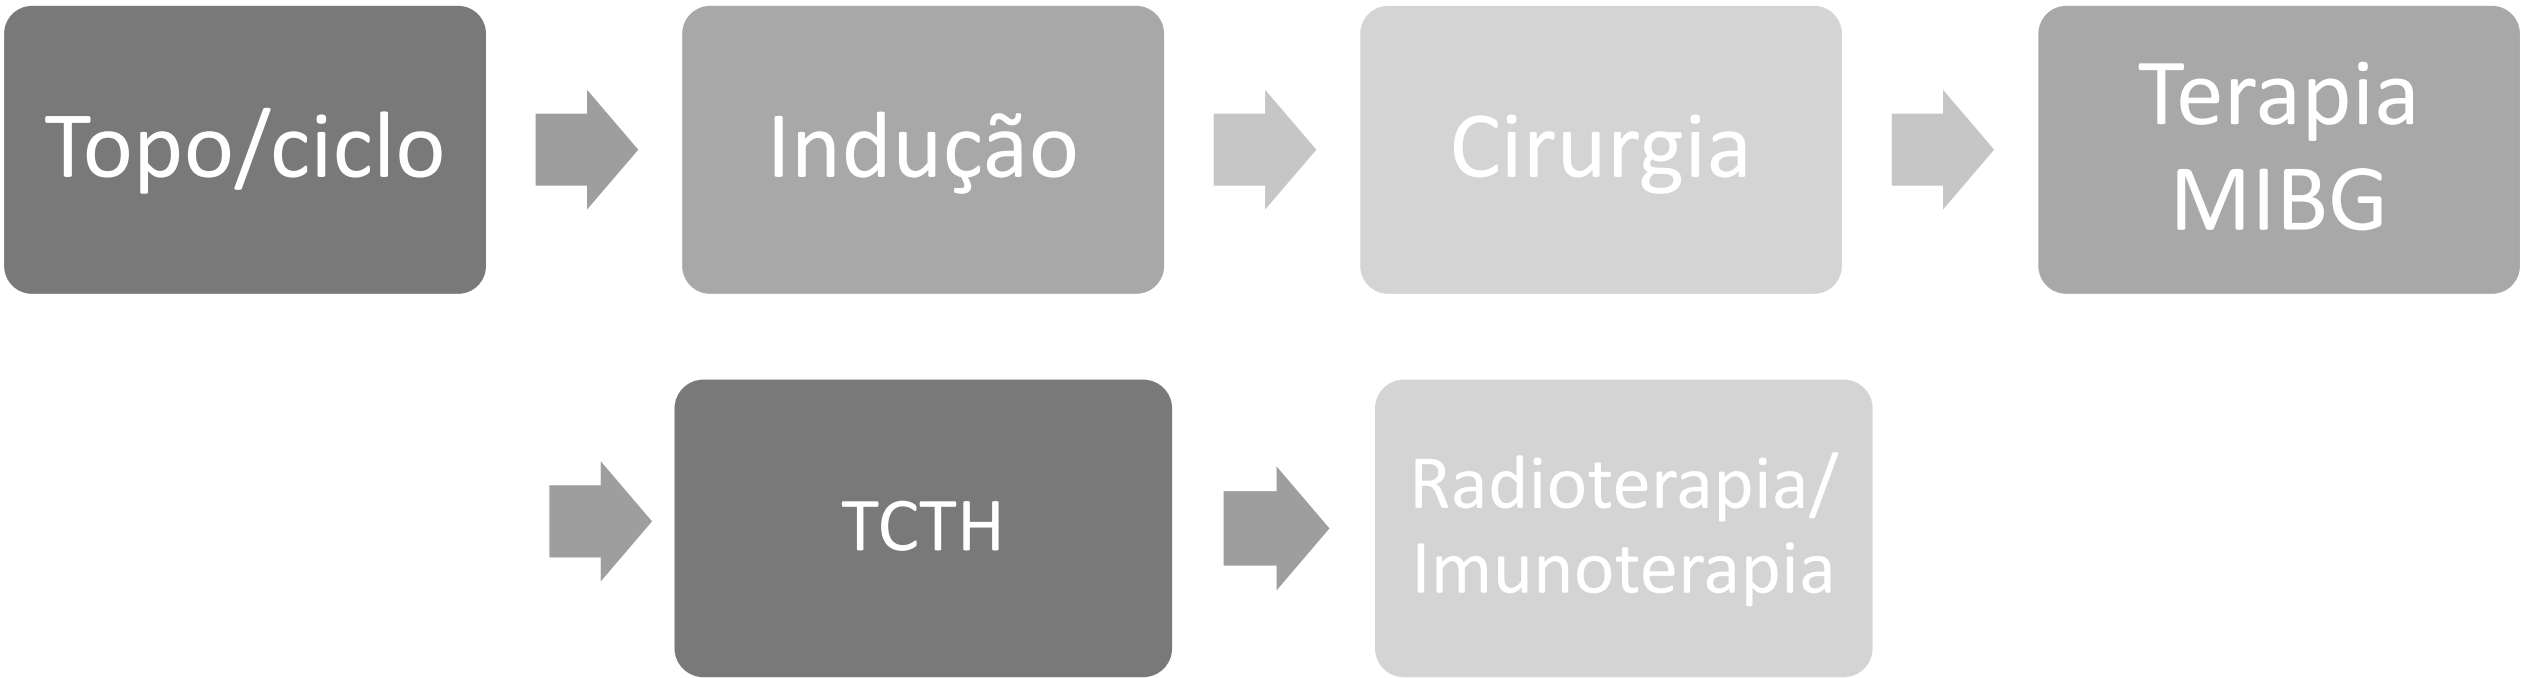 Topo/ciclo
Indução
Cirurgia
Terapia
MIBG
TCTH
Radioterapia/
Imunoterapia